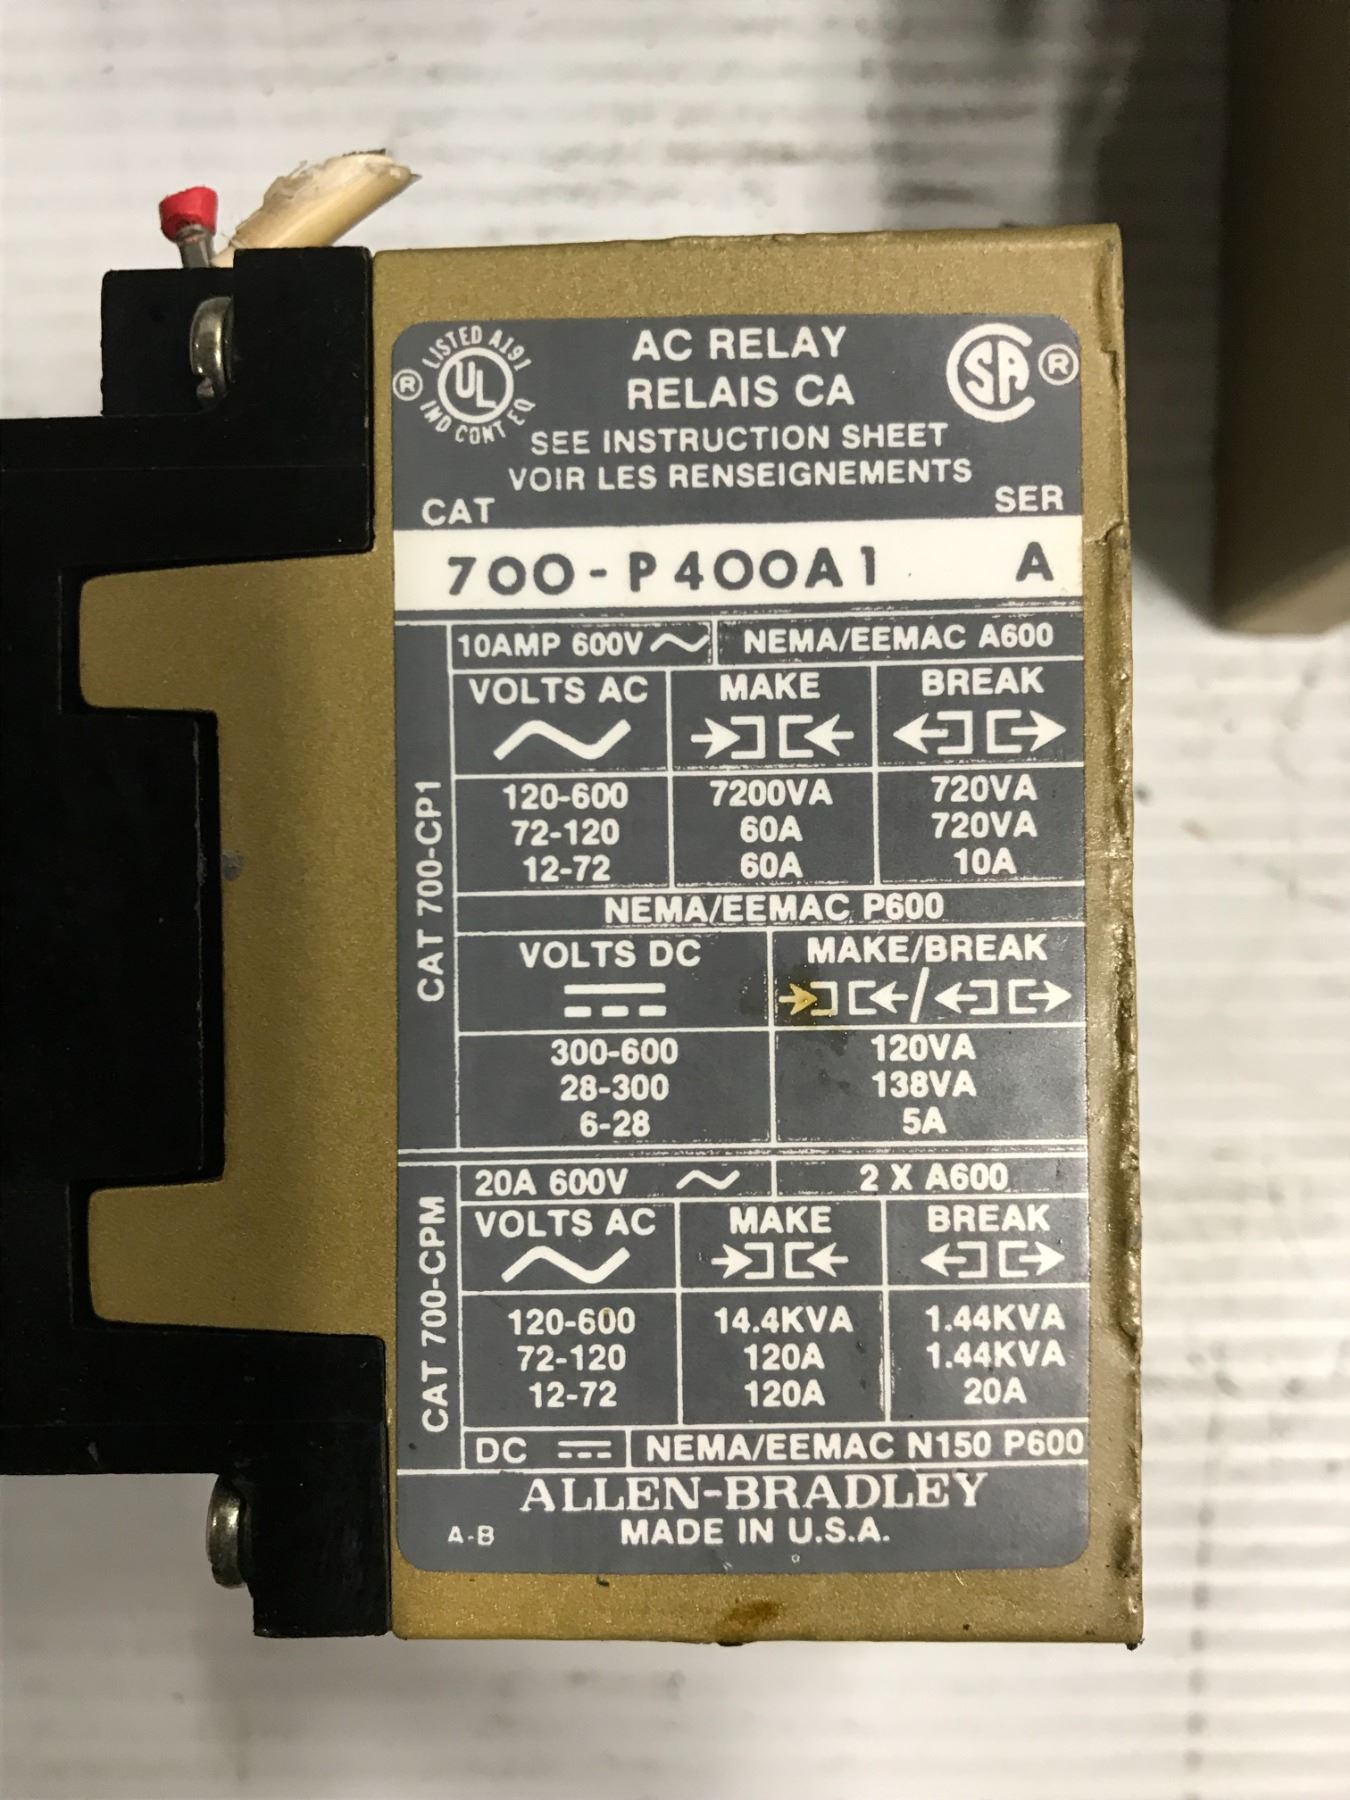 LISTED A191
UL
IND CONT EQ
®
AC RELAY
RELAIS CA
SA ®
SEE INSTRUCTION SHEET
VOIR LES RENSEIGNEMENTS
CAT SER
700-P400A1 A
CAT 700-CP1
10AMP 600V NEMA/EEMAC A600
VOLTS AC MAKE BREAK
120-600 7200VA 720VA
72-120 60A 720VA
12-72 60A 10A
NEMA/EEMAC P600
VOLTS DC MAKE/BREAK
/
300-600 120VA
28-300 138VA
6-28 5A
CAT 700-CPM
20A 600V 2 X A600
VOLTS AC MAKE BREAK
120-600 14.4KVA 1.44KVA
72-120 120A 1.44KVA
12-72 120A 20A
DC NEMA/EEMAC N150 P600
ALLEN-BRADLEY
A-B MADE IN U.S.A.